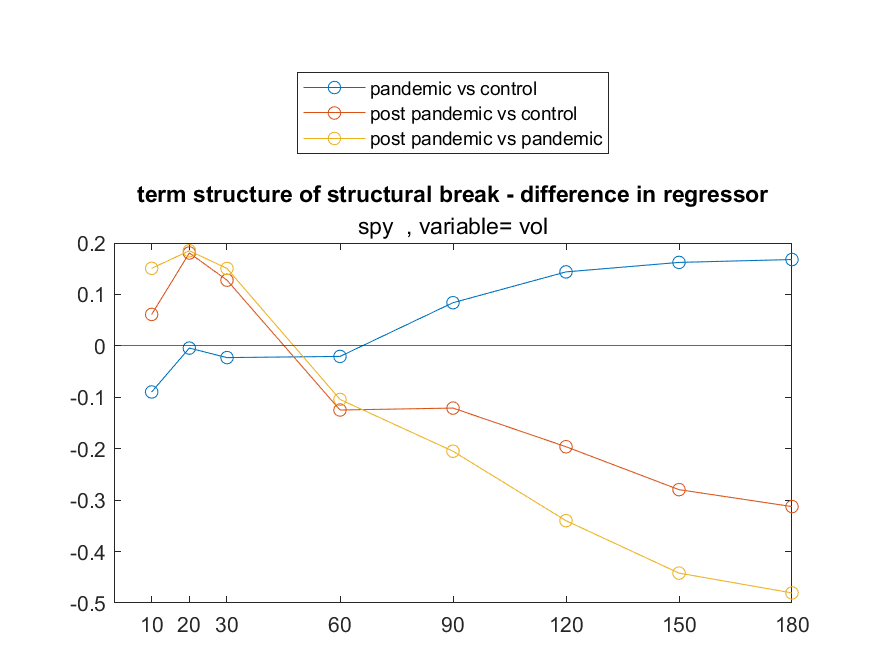 pandemic vs control
post pandemic vs control
post pandemic vs pandemic
term structure of structural break - difference in regressor
spy  , variable= vol
0.2
0.1
0
-0.1
-0.2
-0.3
-0.4
-0.5
10 20 30 60 90 120 150 180